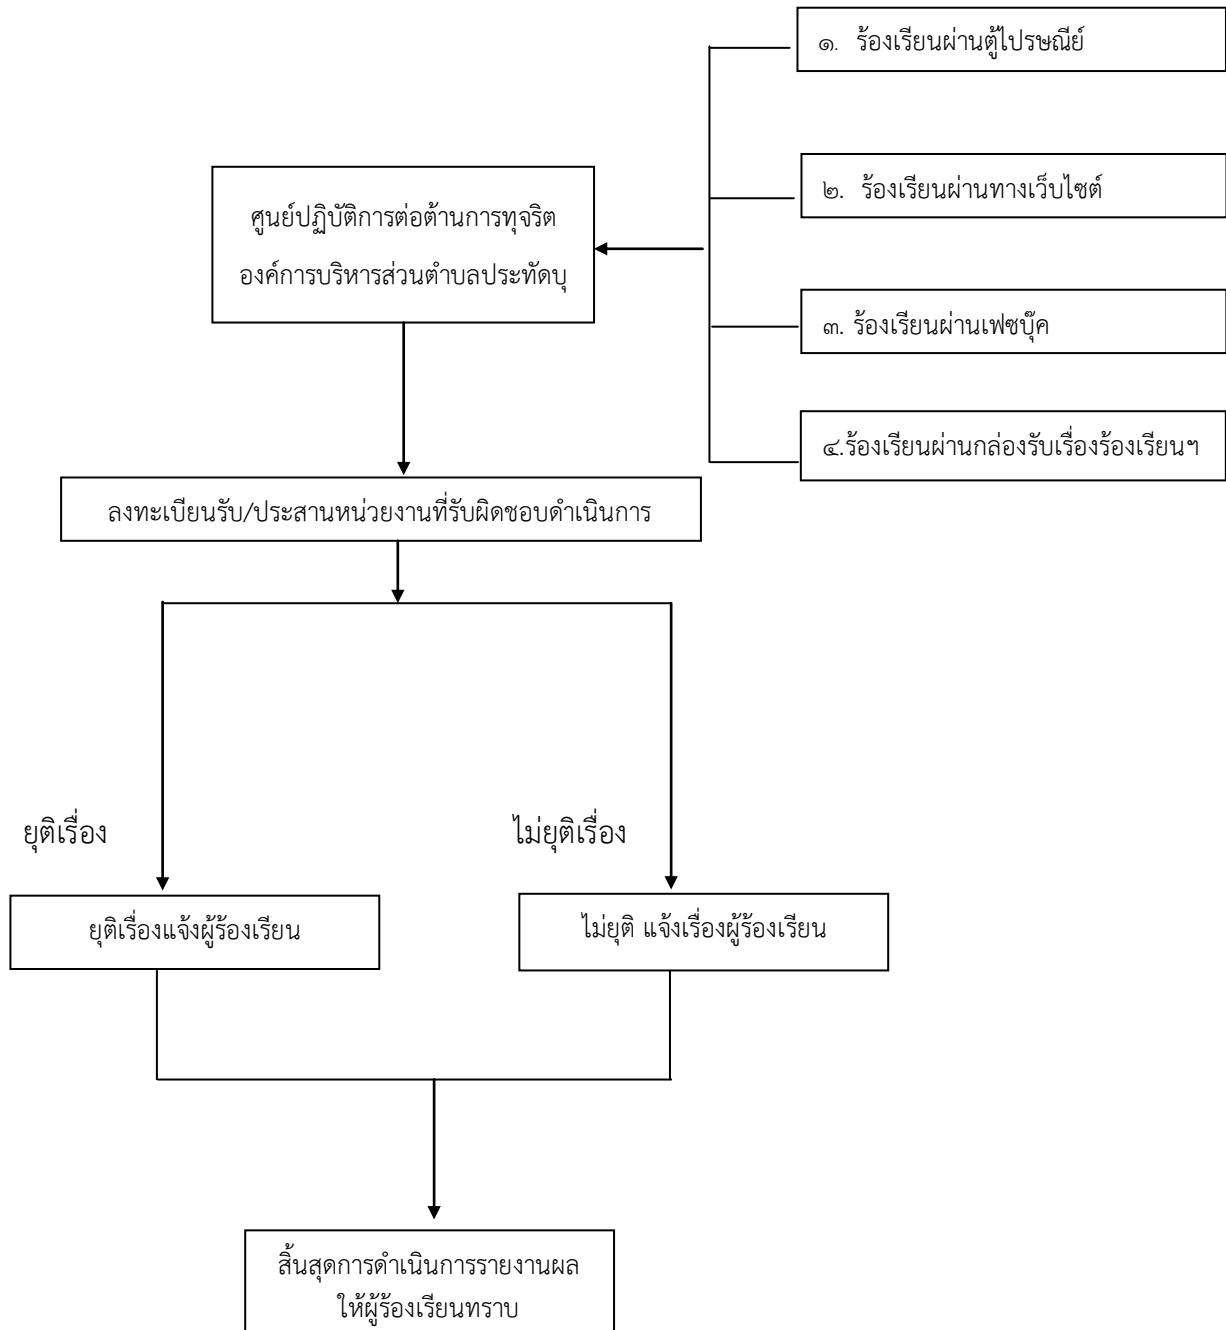 ๑. ร้องเรียนผ่านตู้ไปรษณีย์
๒. ร้องเรียนผ่านทางเว็บไซต์
ศูนย์ปฏิบัติการต่อต้านการทุจริต
องค์การบริหารส่วนตำบลประทัดบุ
๓. ร้องเรียนผ่านเฟซบุ๊ค
๔.ร้องเรียนผ่านกล่องรับเรื่องร้องเรียนฯ
ลงทะเบียนรับ/ประสานหน่วยงานที่รับผิดชอบดำเนินการ
ยุติเรื่อง
ไม่ยุติเรื่อง
ยุติเรื่องแจ้งผู้ร้องเรียน
ไม่ยุติ แจ้งเรื่องผู้ร้องเรียน
สิ้นสุดการดำเนินการรายงานผล
ให้ผู้ร้องเรียนทราบ